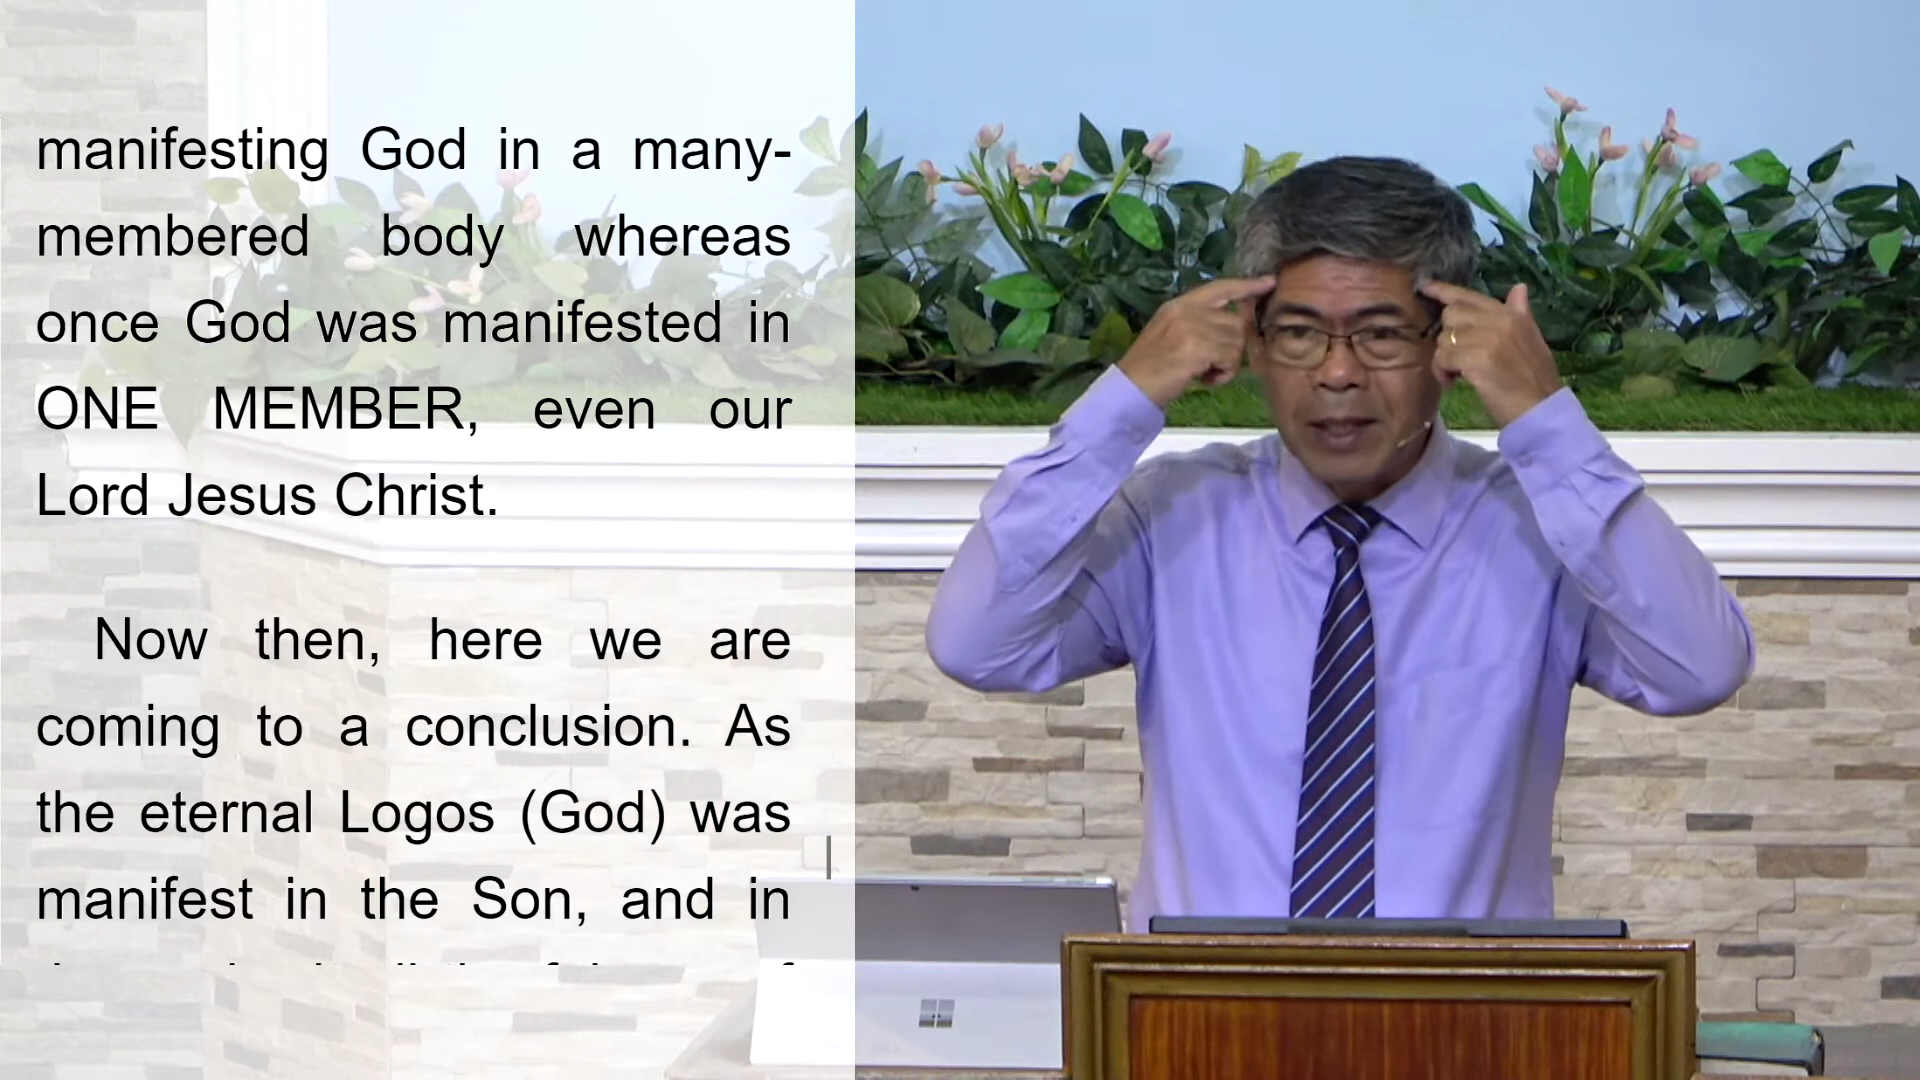 manifesting God in a many-
membered body whereas
once God was manifested in
ONE MEMBER, even our
Lord Jesus Christ.
Now then, here we are
coming to a conclusion. As
the eternal Logos (God) was
manifest in the Son, and in